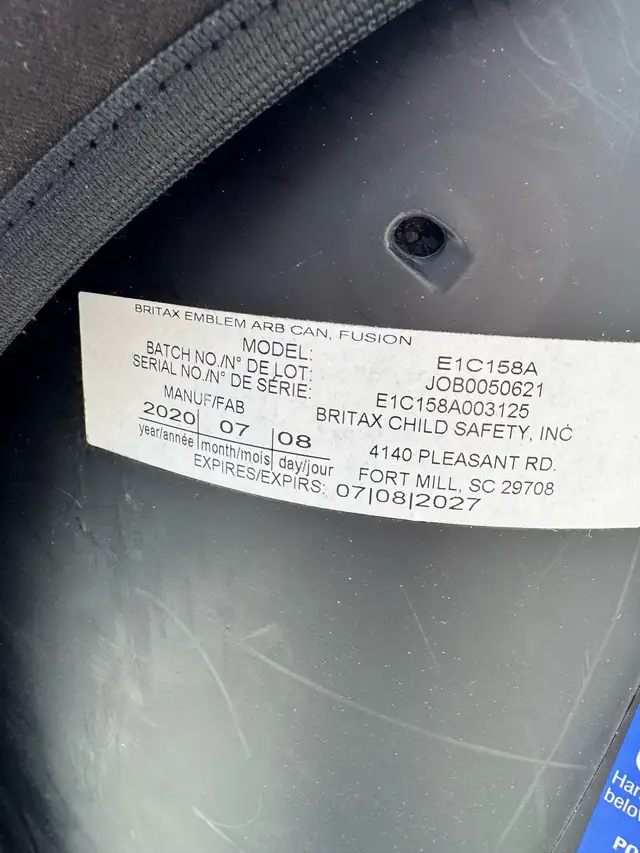 BRITAX EMBLEM ARB CAN, FUSION
MODEL: E1C158A
BATCH NO./N° DE LOT: JOB0050621
SERIAL NO./N° DE SÉRIE: E1C158A003125
MANUF/FAB BRITAX CHILD SAFETY, INC
2020 07 08 4140 PLEASANT RD.
year/année month/mois day/jour FORT MILL, SC 29708
EXPIRES/EXPIRS: 07|08|2027
below